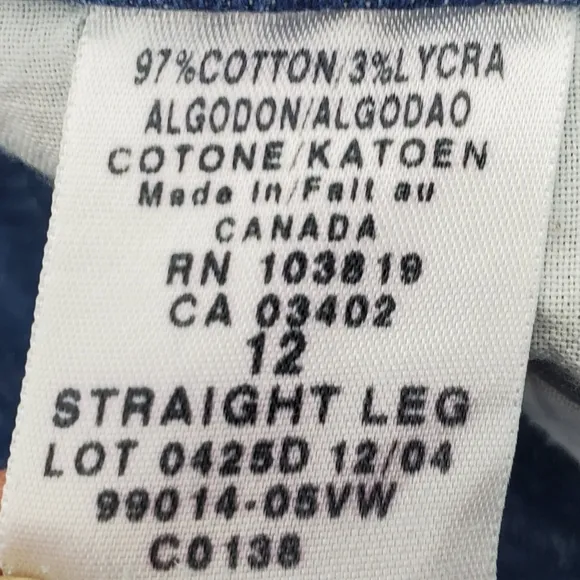 97%COTTON/3%LYCRA
ALGODON/ALGODAO
COTONE/KATOEN
Made In/Fait au
CANADA
RN 103819
CA 03402
12
STRAIGHT LEG
LOT 0425D 12/04
99014-05VW
C0138